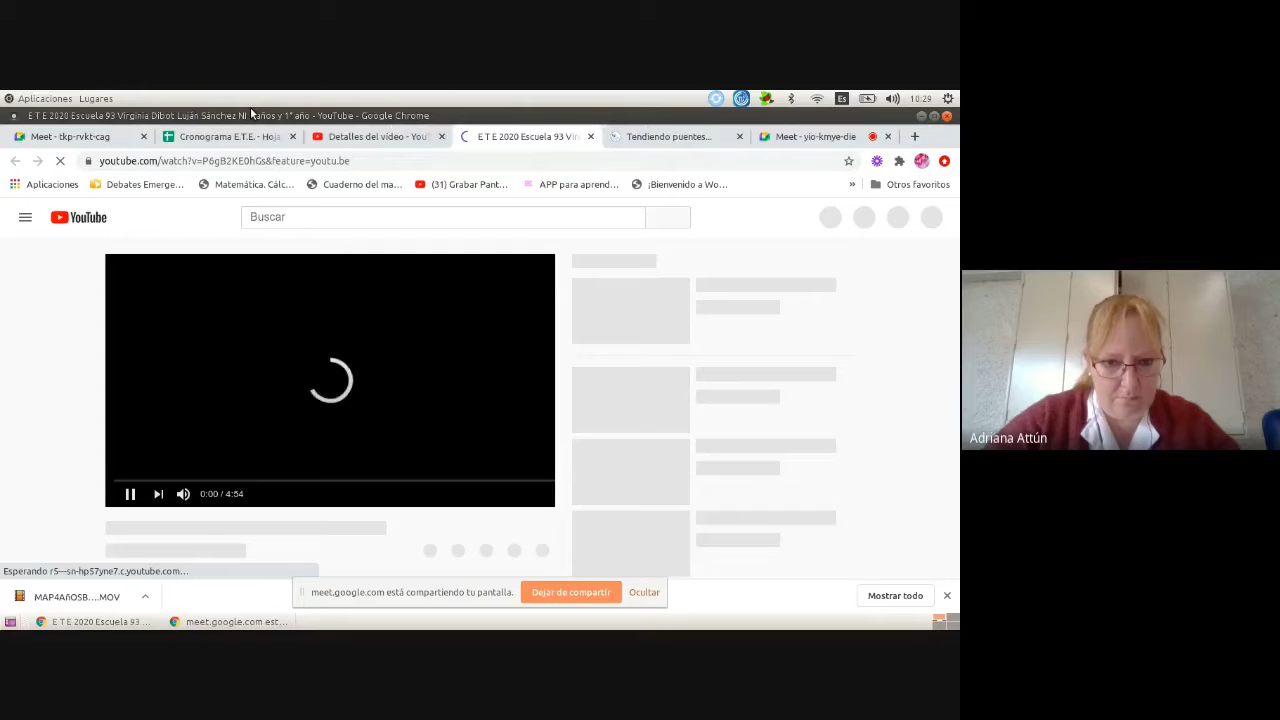 Aplicaciones Lugares Es 10:29
E T E 2020 Escuela 93 Virginia Dibot Luján Sánchez NI años y 1° año - YouTube - Google Chrome
Meet - tkp-rvkt-cag Cronograma E.T.E. - Hoja Detalles del vídeo - You E T E 2020 Escuela 93 Vir Tendiendo puentes... Meet - yio-kmye-die
youtube.com/watch?v=P6gB2KE0hGs&feature=youtu.be
Aplicaciones Debates Emerge... Matemática. Cálc... Cuaderno del ma... (31) Grabar Pant... APP para aprend... ¡Bienvenido a Wo... » Otros favoritos
YouTube Buscar
0:00 / 4:54
Adriana Attún
Esperando r5---sn-hp57yne7.c.youtube.com...
meet.google.com está compartiendo tu pantalla. Dejar de compartir Ocultar
MAP4AñOSB....MOV Mostrar todo
E T E 2020 Escuela 93 ... meet.google.com est...